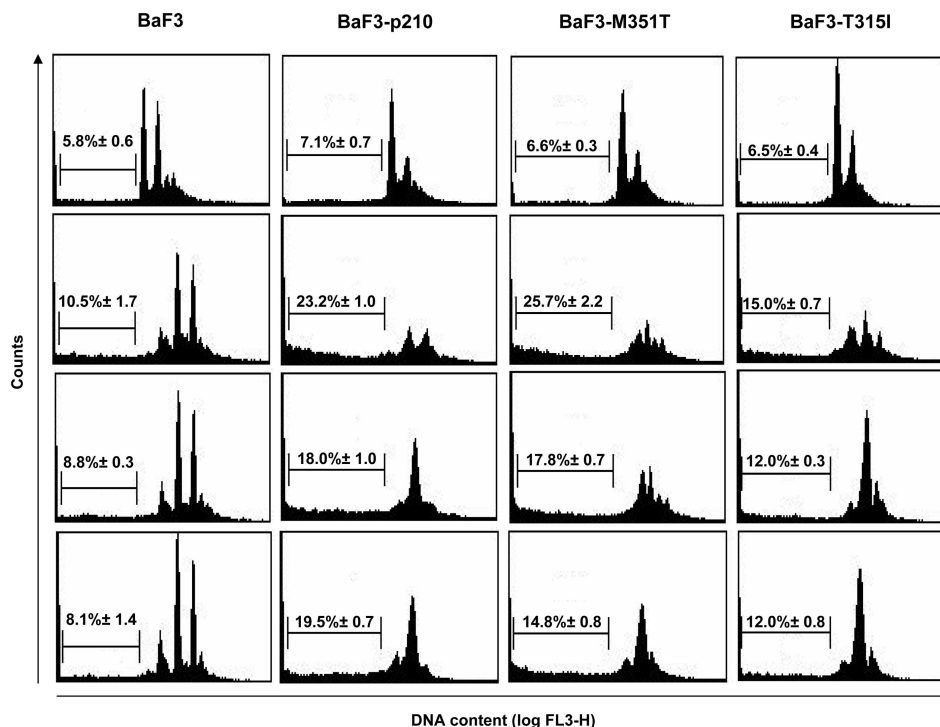 BaF3 BaF3-p210 BaF3-M351T BaF3-T315I
5.8%± 0.6 7.1%± 0.7 6.6%± 0.3 6.5%± 0.4
10.5%± 1.7 23.2%± 1.0 25.7%± 2.2 15.0%± 0.7
8.8%± 0.3 18.0%± 1.0 17.8%± 0.7 12.0%± 0.3
8.1%± 1.4 19.5%± 0.7 14.8%± 0.8 12.0%± 0.8
Counts
DNA content (log FL3-H)